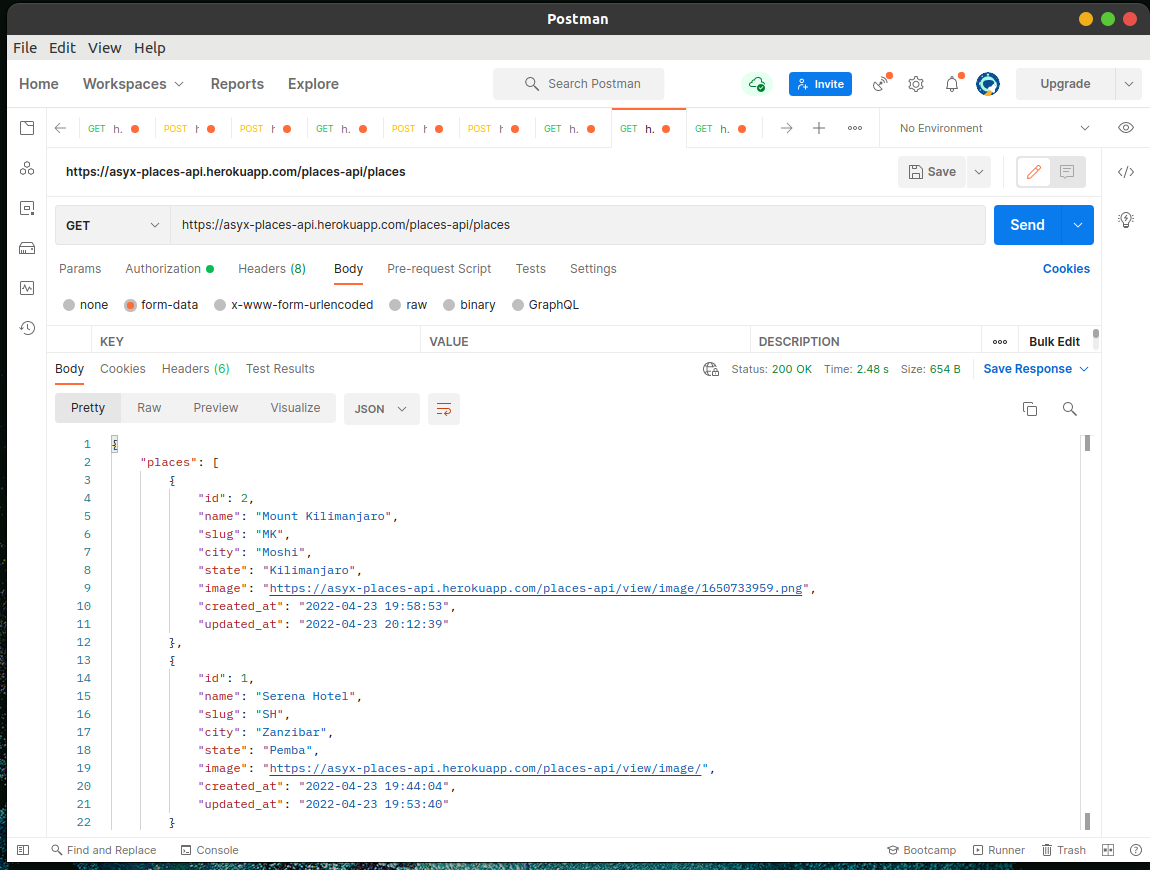 Postman
File Edit View Help
Home Workspaces Reports Explore Search Postman Invite Upgrade
GET h. POST h POST h GET h. POST h POST h GET h. GET h. GET h. No Environment
https://asyx-places-api.herokuapp.com/places-api/places Save
GET https://asyx-places-api.herokuapp.com/places-api/places Send
Params Authorization Headers (8) Body Pre-request Script Tests Settings Cookies
none form-data x-www-form-urlencoded raw binary GraphQL
KEY VALUE DESCRIPTION Bulk Edit
Body Cookies Headers (6) Test Results Status: 200 OK Time: 2.48 s Size: 654 B Save Response
Pretty Raw Preview Visualize JSON
1 {
2 "places": [
3 {
4 "id": 2,
5 "name": "Mount Kilimanjaro",
6 "slug": "MK",
7 "city": "Moshi",
8 "state": "Kilimanjaro",
9 "image": "https://asyx-places-api.herokuapp.com/places-api/view/image/1650733959.png",
10 "created_at": "2022-04-23 19:58:53",
11 "updated_at": "2022-04-23 20:12:39"
12 },
13 {
14 "id": 1,
15 "name": "Serena Hotel",
16 "slug": "SH",
17 "city": "Zanzibar",
18 "state": "Pemba",
19 "image": "https://asyx-places-api.herokuapp.com/places-api/view/image/",
20 "created_at": "2022-04-23 19:44:04",
21 "updated_at": "2022-04-23 19:53:40"
22 }
Find and Replace Console Bootcamp Runner Trash